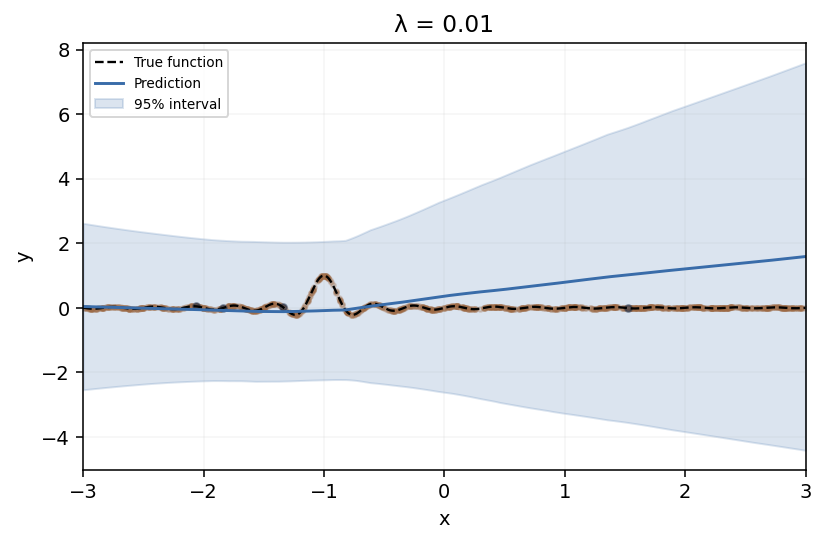 λ = 0.01
True function
Prediction
95% interval
y
8
6
4
2
0
−2
−4
−3 −2 −1 0 1 2 3
x